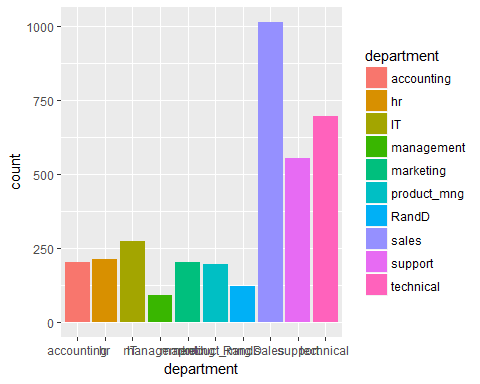 1000
750
500
250
0
count
accounting
hr
IT
management
marketing
product_mng
RandD
sales
support
technical
department
department
accounting
hr
IT
management
marketing
product_mng
RandD
sales
support
technical